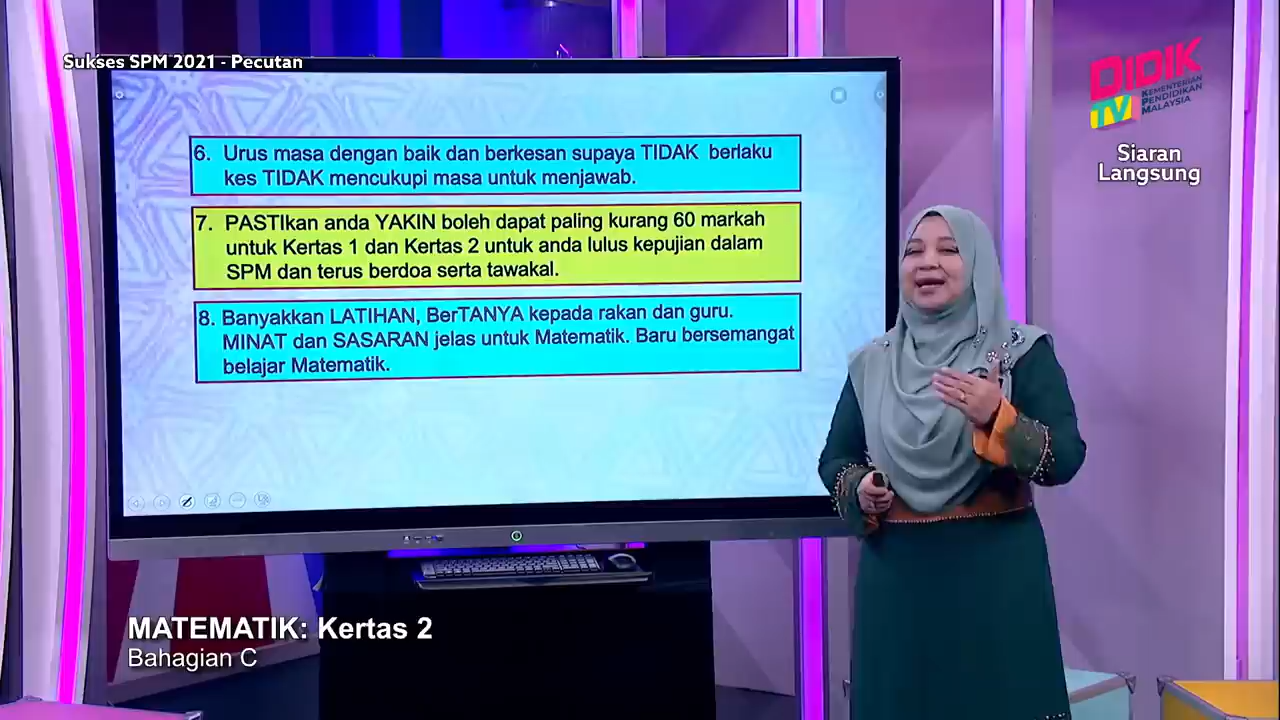 Sukses SPM 2021 - Pecutan
DIDIK
TV
KEMENTERIAN
PENDIDIKAN
MALAYSIA
Siaran
Langsung
6. Urus masa dengan baik dan berkesan supaya TIDAK berlaku
kes TIDAK mencukupi masa untuk menjawab.
7. PASTIkan anda YAKIN boleh dapat paling kurang 60 markah
untuk Kertas 1 dan Kertas 2 untuk anda lulus kepujian dalam
SPM dan terus berdoa serta tawakal.
8. Banyakkan LATIHAN, BerTANYA kepada rakan dan guru.
MINAT dan SASARAN jelas untuk Matematik. Baru bersemangat
belajar Matematik.
MATEMATIK: Kertas 2
Bahagian C